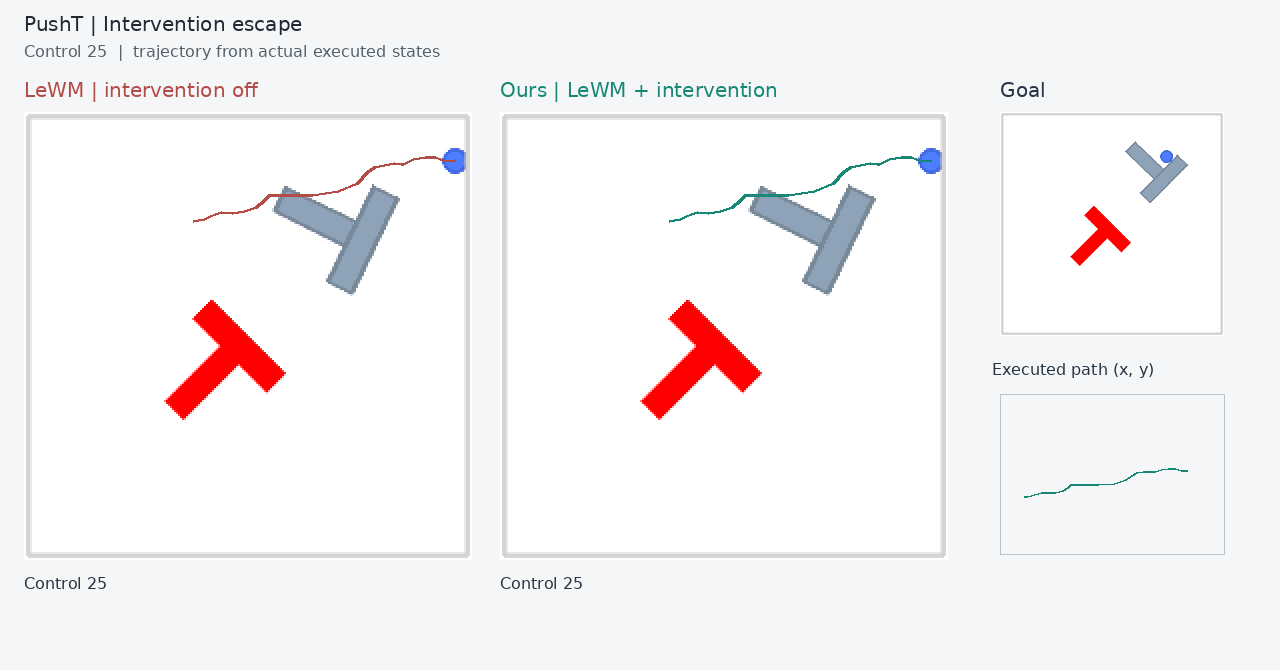 PushT | Intervention escape
Control 25 | trajectory from actual executed states
LeWM | intervention off
Ours | LeWM + intervention
Goal
Executed path (x, y)
Control 25
Control 25